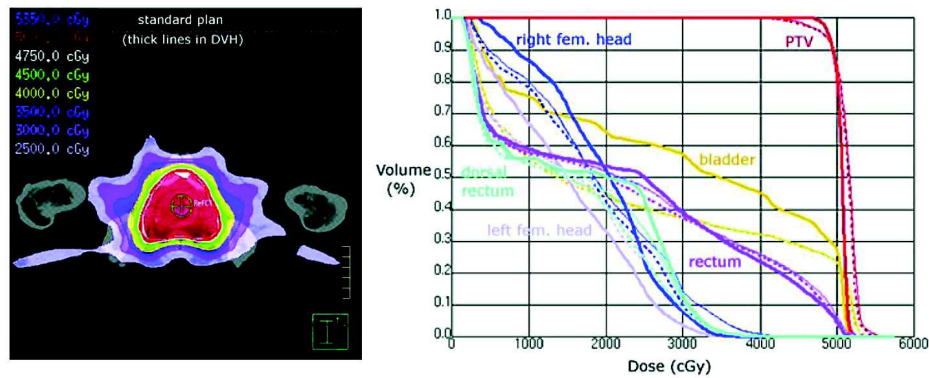 5350.0 cGy
standard plan
(thick lines in DVH)
4750.0 cGy
4500.0 cGy
4000.0 cGy
3500.0 cGy
3000.0 cGy
2500.0 cGy
RefCT
I
1.0
0.9
0.8
0.7
0.6
0.5
0.4
0.3
0.2
0.1
0.0
Volume
(%)
right fem. head
PTV
bladder
dorsal
rectum
left fem. head
rectum
0
1000
2000
3000
4000
5000
6000
Dose (cGy)